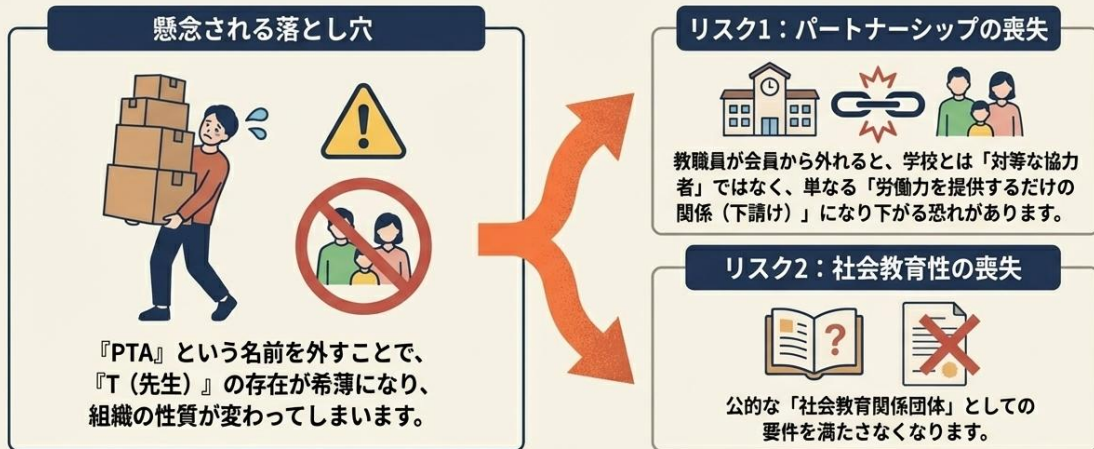 懸念される落とし穴
『PTA』という名前を外すことで、
『T（先生）』の存在が希薄になり、
組織の性質が変わってしまいます。
リスク1：パートナーシップの喪失
教職員が会員から外れると、学校とは「対等な協力
者」ではなく、単なる「労働力を提供するだけの
関係（下請け）」になり下がる恐れがあります。
リスク2：社会教育性の喪失
?
公的な「社会教育関係団体」としての
要件を満たさなくなります。